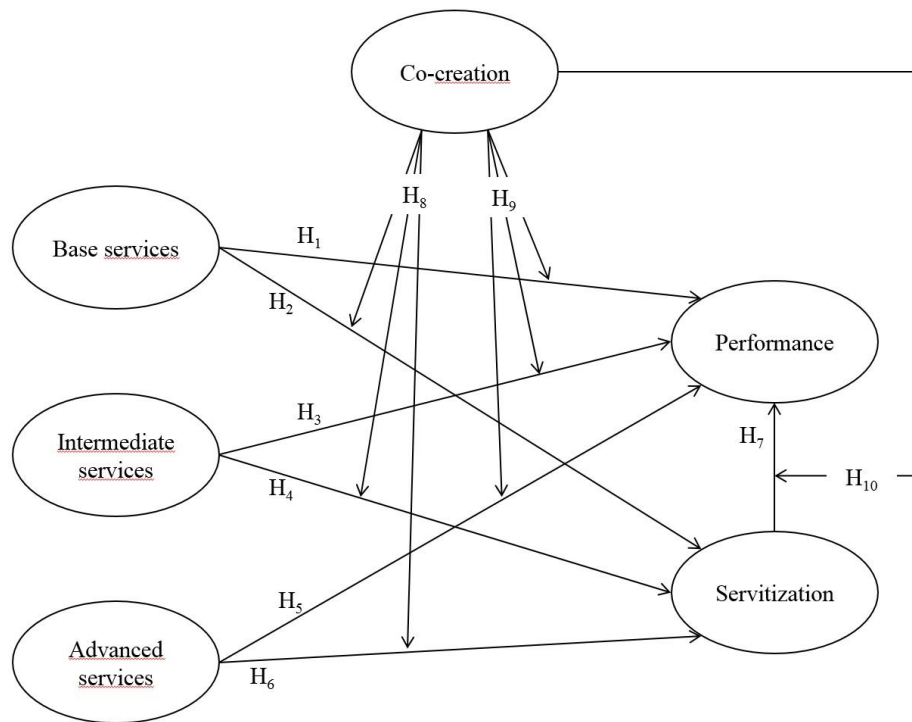 Co-creation
H₈
H₉
Base services
H₁
H₂
Performance
H₃
Intermediate
services
H₄
H₇
H₁₀
Servitization
H₅
Advanced
services
H₆